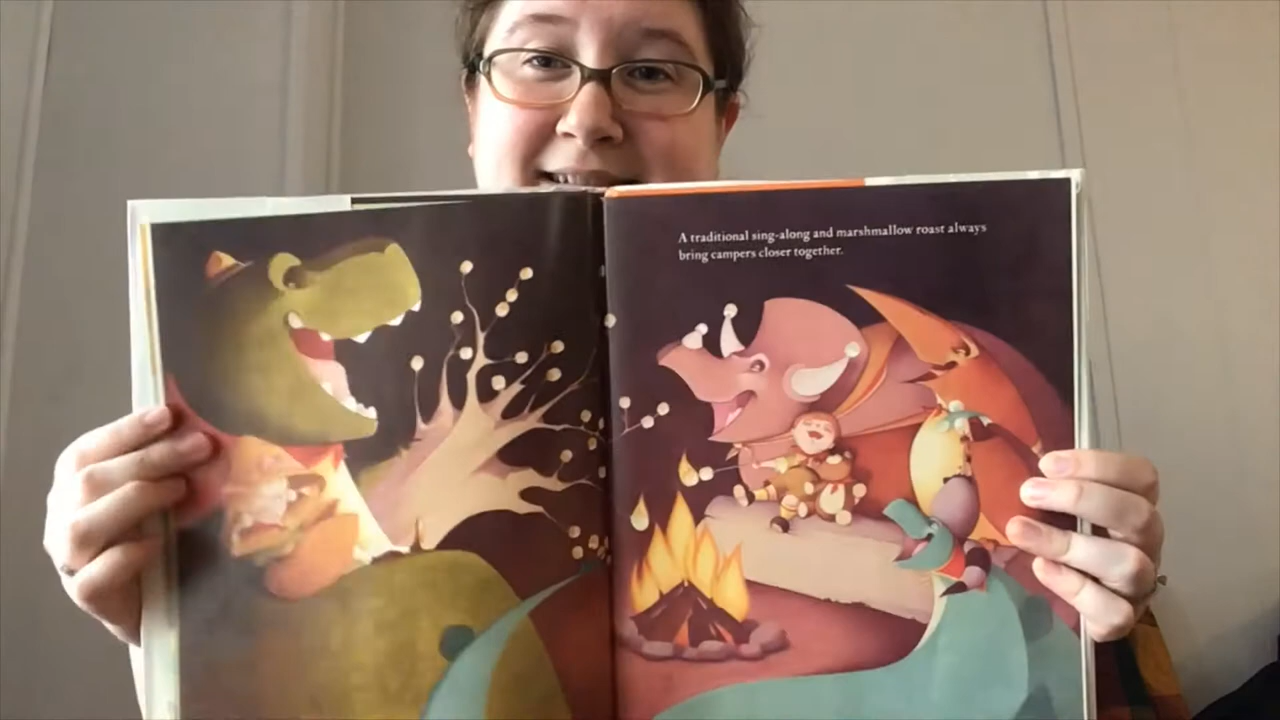 A traditional sing-along and marshmallow roast always
bring campers closer together.